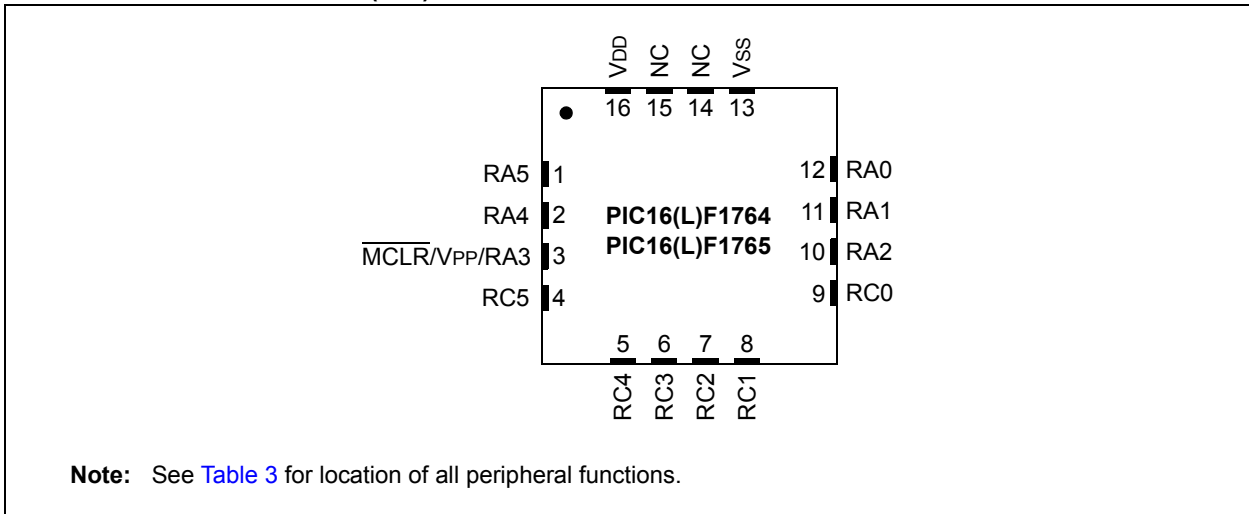 VDD NC NC VSS
16 15 14 13
RA5 1 12 RA0
RA4 2 PIC16(L)F1764 11 RA1
MCLR/VPP/RA3 3 PIC16(L)F1765 10 RA2
RC5 4 9 RC0
5 6 7 8
RC4 RC3 RC2 RC1
Note: See Table 3 for location of all peripheral functions.